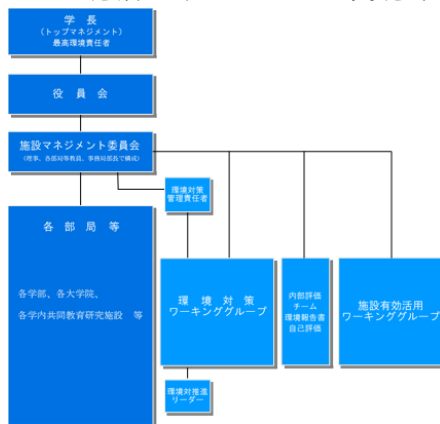 学 長
(トップマネジメント)
最高環境責任者
役 員 会
施設マネジメント委員会
(理事、各部局等教員、事務局部長で構成)
環境対策
管理責任者
各 部 局 等
各学部、各大学院、
各学内共同教育研究施設 等
環 境 対 策
ワーキンググループ
内部評価
チーム
環境報告書
自己評価
施設有効活用
ワーキンググループ
環境対推進
リーダー